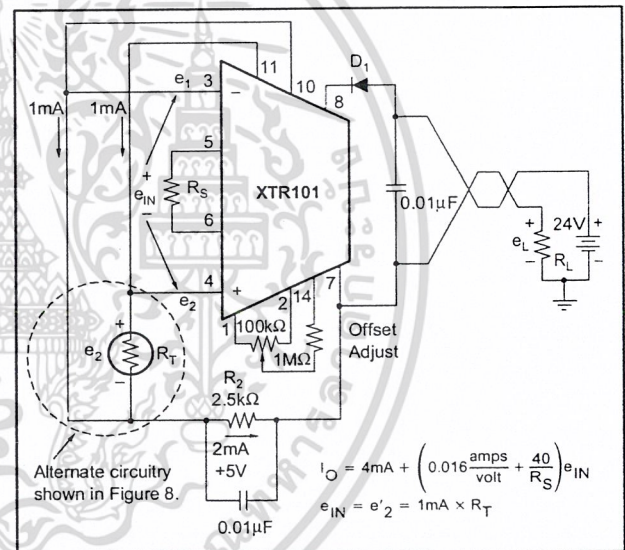 11
D1
e1 3
−
10
8
1mA
1mA
5
+
eIN
−
RS
XTR101
0.01μF
6
24V
+
+
eL
−
RL
−
4
+
e2
2
14
7
1
100kΩ
1MΩ
Offset
Adjust
+
e2
−
RT
R2
2.5kΩ
2mA
+5V
0.01μF
Alternate circuitry
shown in Figure 8.
IO = 4mA + (0.016 amps/volt + 40/RS) eIN
eIN = e'2 = 1mA × RT